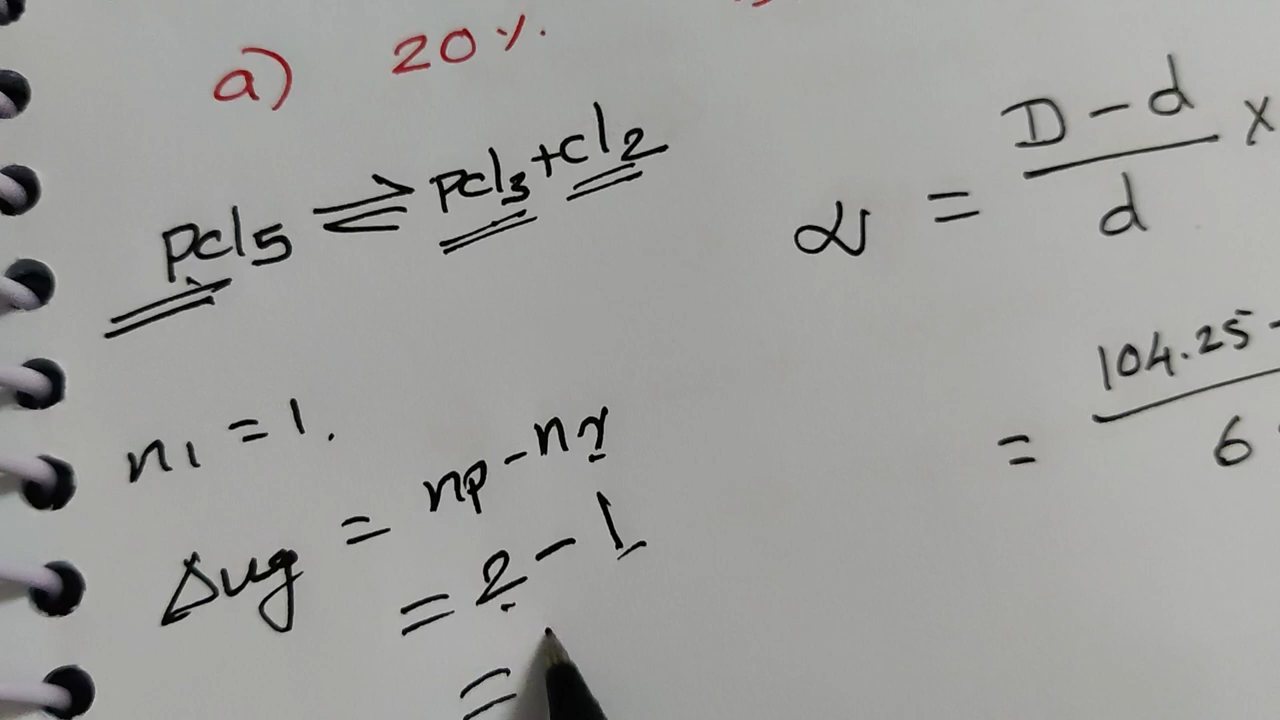 a) 20%.
PCl5 ⇌ PCl3 + Cl2
n1 = 1.
Δng = np - nr
= 2 - 1
=
α = D - d / d ×
= 104.25 - / 6